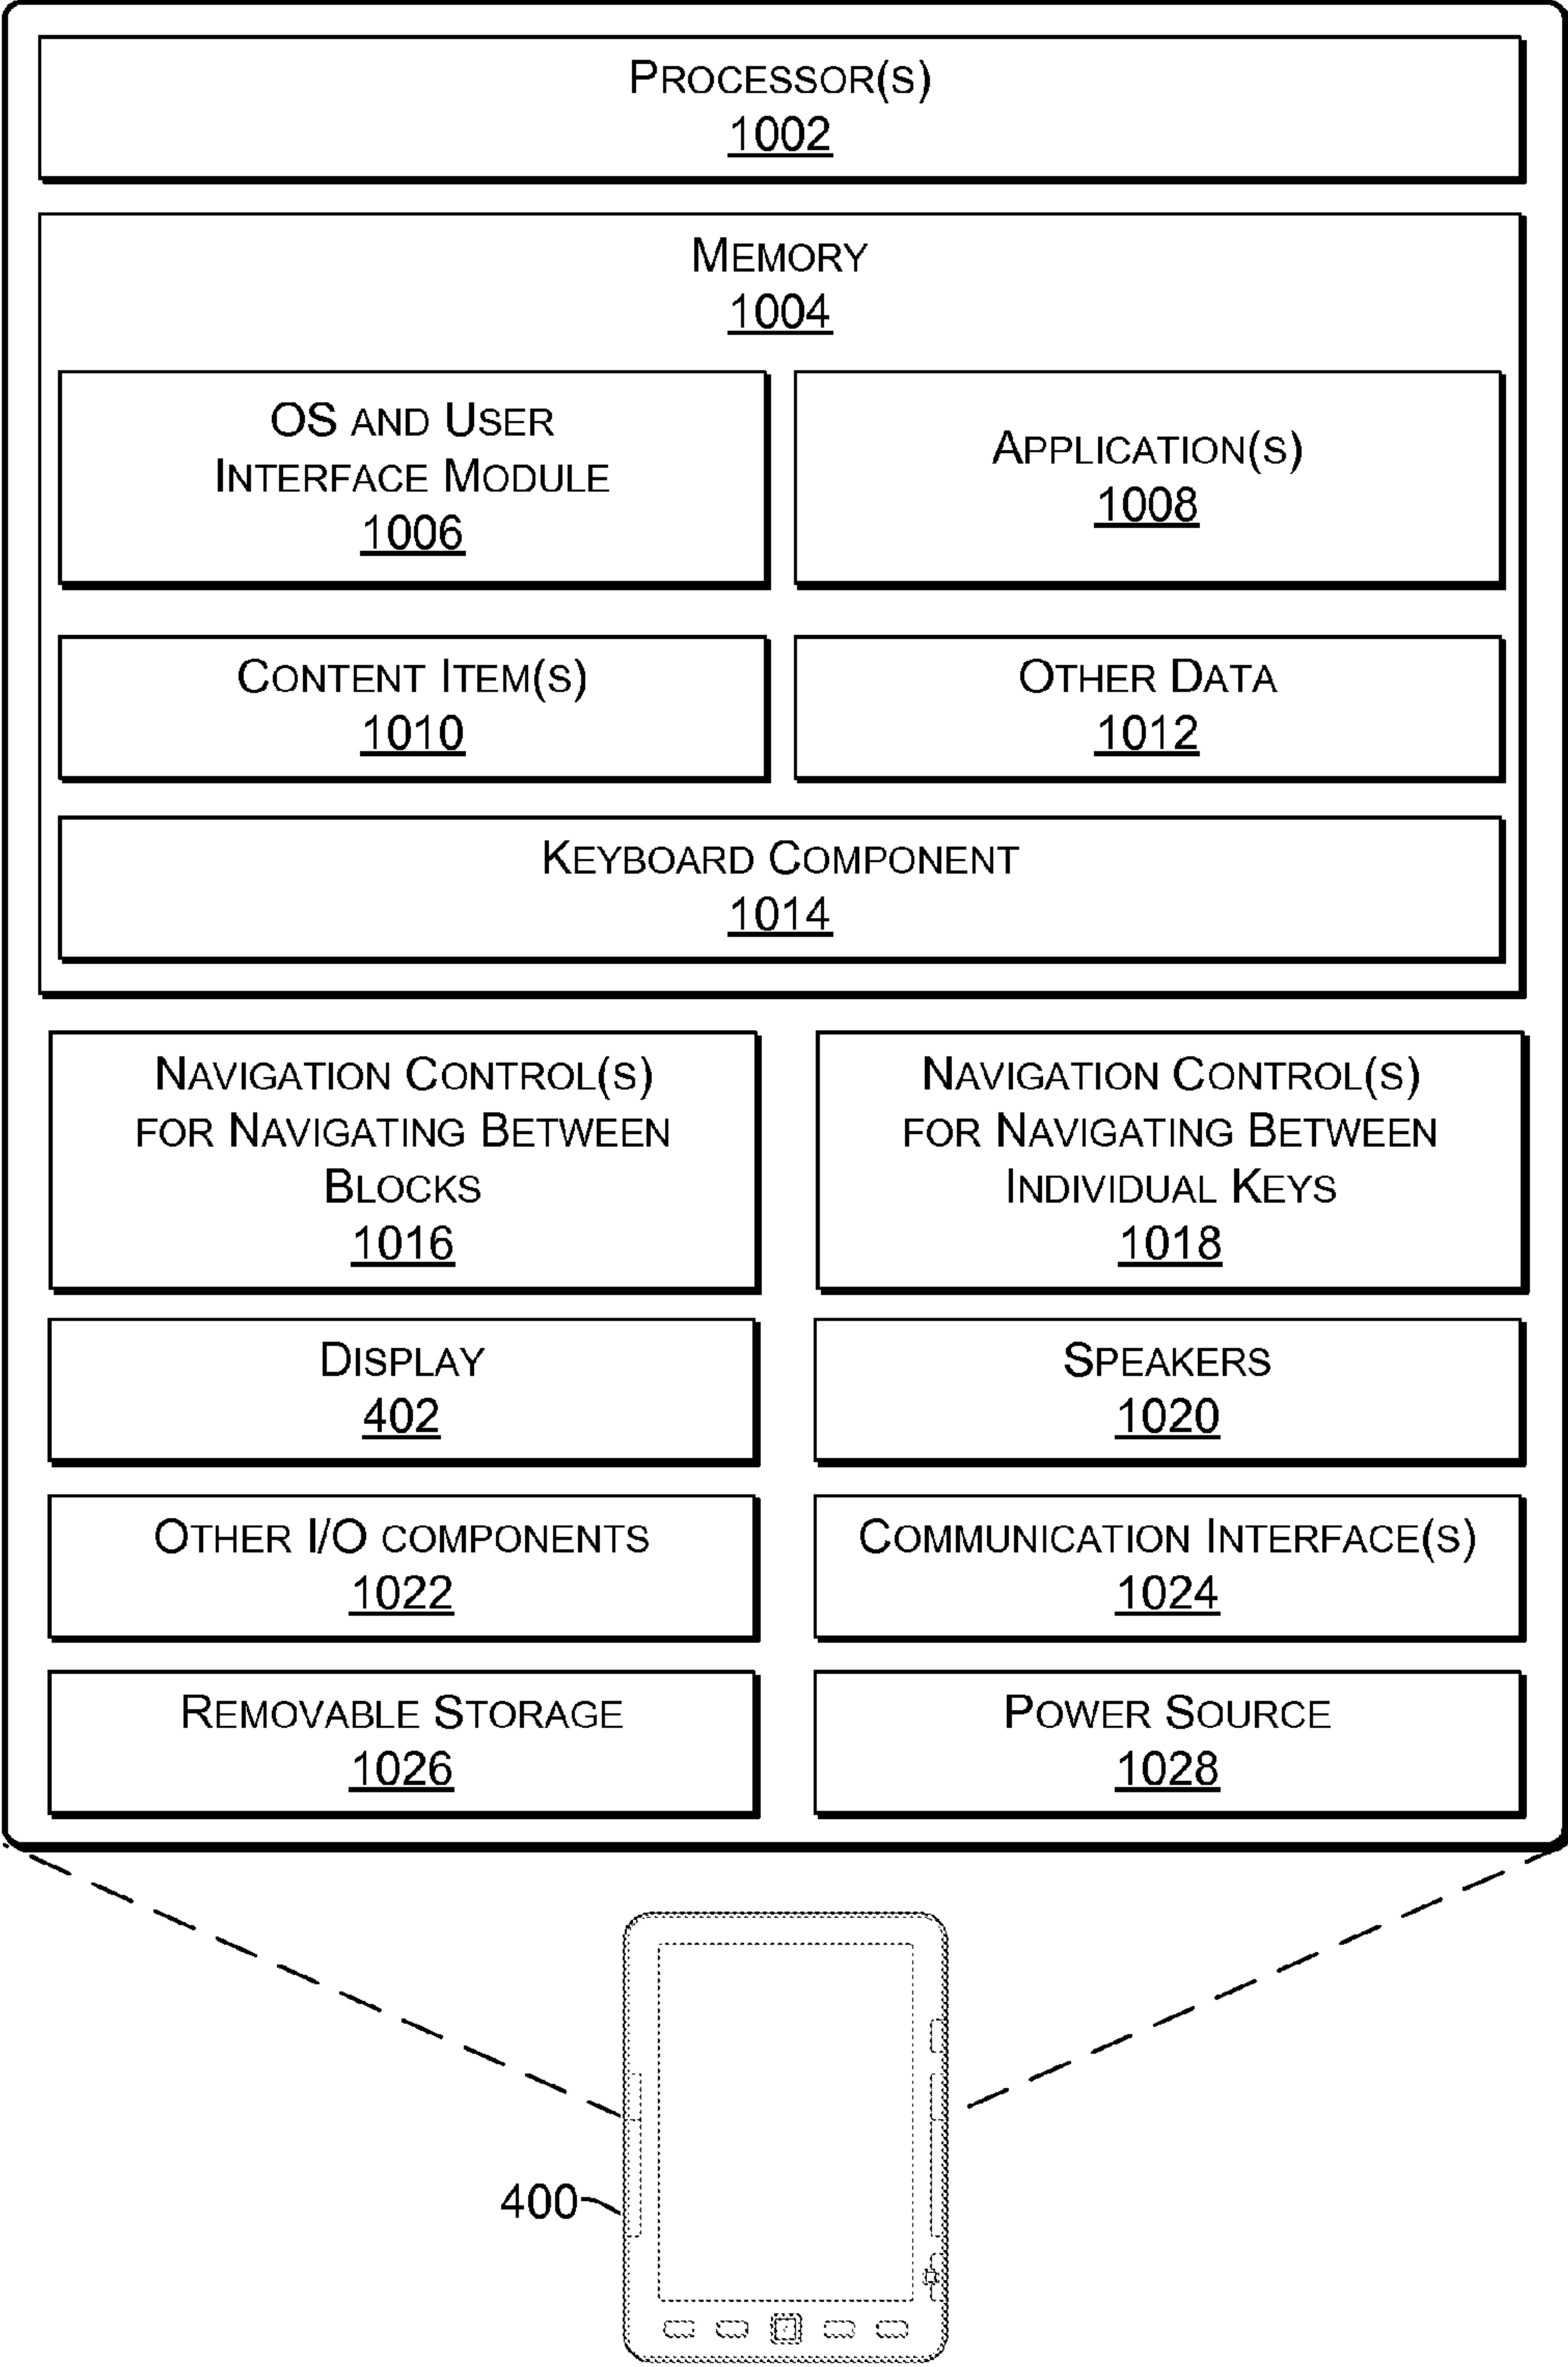 PROCESSOR(S)
1002
MEMORY
1004
OS AND USER
INTERFACE MODULE
1006
APPLICATION(S)
1008
CONTENT ITEM(S)
1010
OTHER DATA
1012
KEYBOARD COMPONENT
1014
NAVIGATION CONTROL(S)
FOR NAVIGATING BETWEEN
BLOCKS
1016
NAVIGATION CONTROL(S)
FOR NAVIGATING BETWEEN
INDIVIDUAL KEYS
1018
DISPLAY
402
SPEAKERS
1020
OTHER I/O COMPONENTS
1022
COMMUNICATION INTERFACE(S)
1024
REMOVABLE STORAGE
1026
POWER SOURCE
1028
400